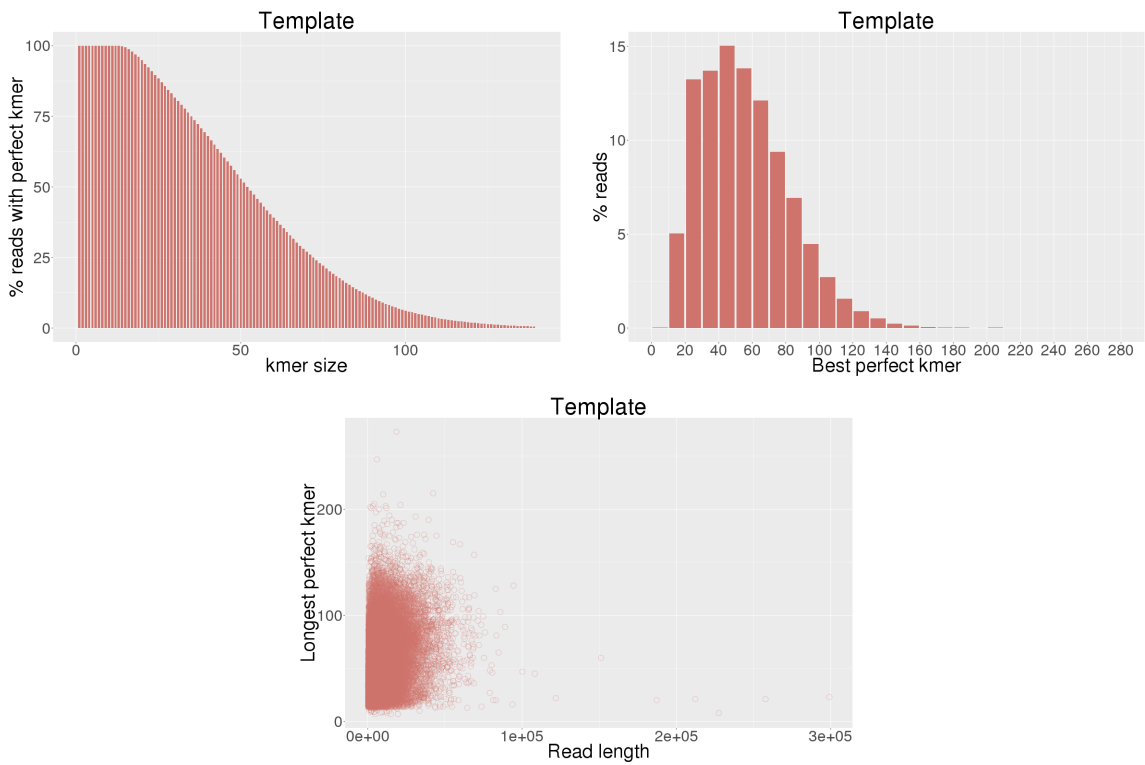 Template
% reads with perfect kmer
100
75
50
25
0
0 50 100
kmer size
Template
% reads
15
10
5
0
0 20 40 60 80 100 120 140 160 180 200 220 240 260 280
Best perfect kmer
Template
Longest perfect kmer
200
100
0
0e+00 1e+05 2e+05 3e+05
Read length